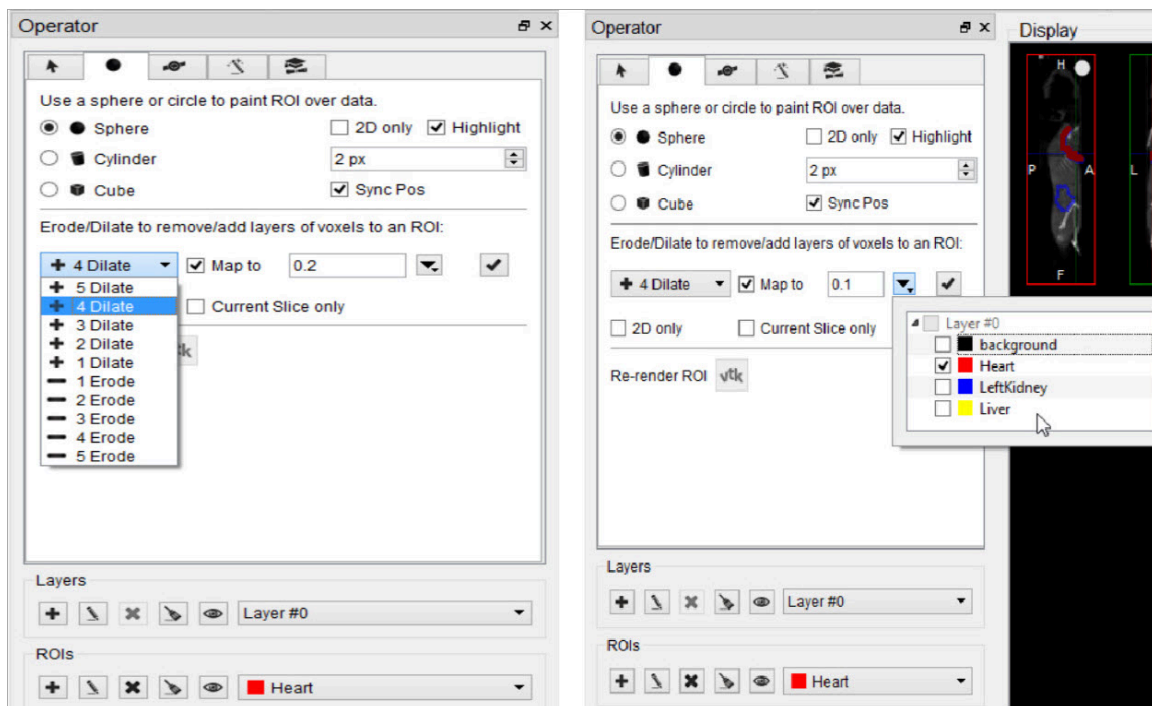 Operator
Use a sphere or circle to paint ROI over data.
Sphere
2D only
Highlight
Cylinder
2 px
Cube
Sync Pos
Erode/Dilate to remove/add layers of voxels to an ROI:
4 Dilate
Map to
0.2
5 Dilate
4 Dilate
Current Slice only
3 Dilate
2 Dilate
1 Dilate
1 Erode
2 Erode
3 Erode
4 Erode
5 Erode
Layers
Layer #0
ROIs
Heart
Operator
Use a sphere or circle to paint ROI over data.
Sphere
2D only
Highlight
Cylinder
2 px
Cube
Sync Pos
Erode/Dilate to remove/add layers of voxels to an ROI:
4 Dilate
Map to
0.1
2D only
Current Slice only
Re-render ROI
vtk
Layer #0
background
Heart
LeftKidney
Liver
Layers
Layer #0
ROIs
Heart
Display
H
P
A
L
F